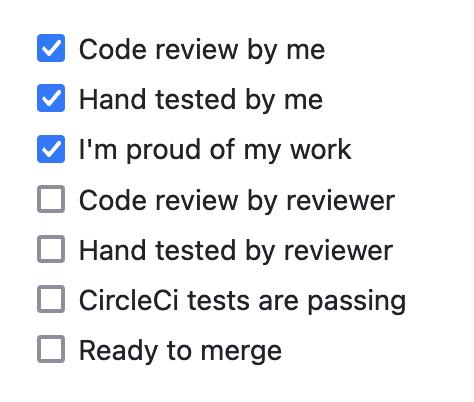 Code review by me
Hand tested by me
I'm proud of my work
Code review by reviewer
Hand tested by reviewer
CircleCi tests are passing
Ready to merge